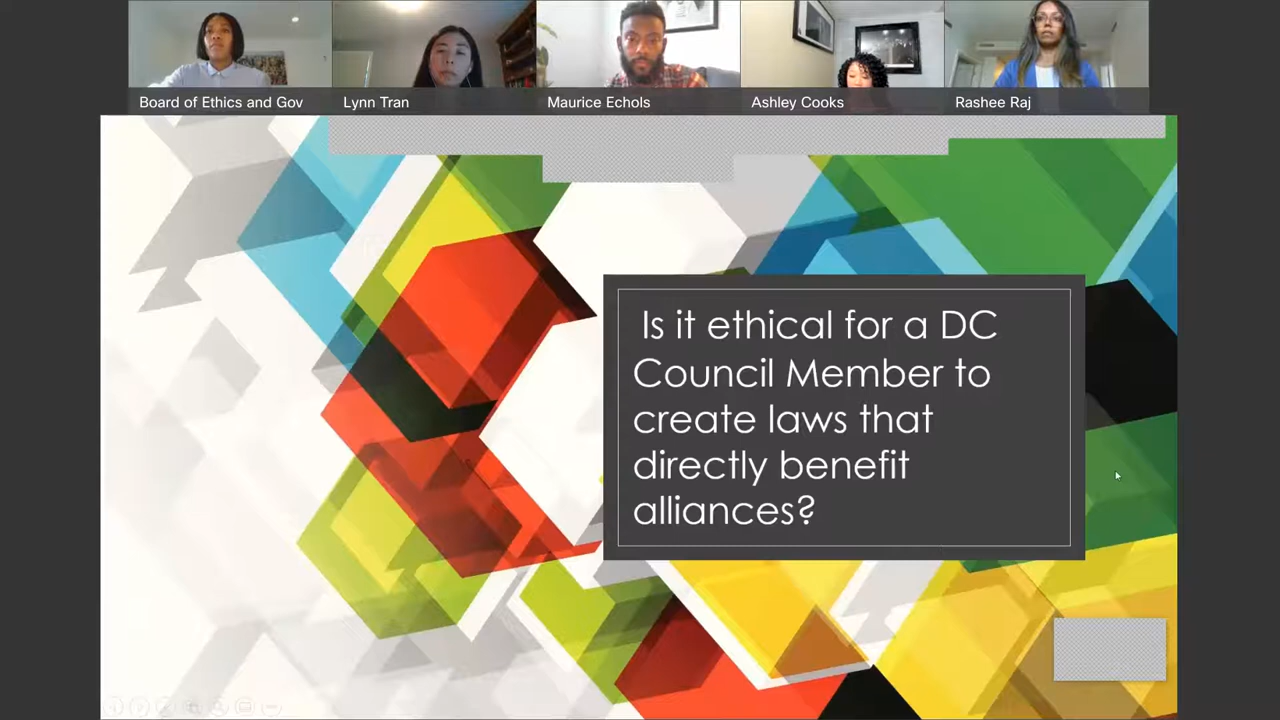 Board of Ethics and Gov
Lynn Tran
Maurice Echols
Ashley Cooks
Rashee Raj
Is it ethical for a DC
Council Member to
create laws that
directly benefit
alliances?